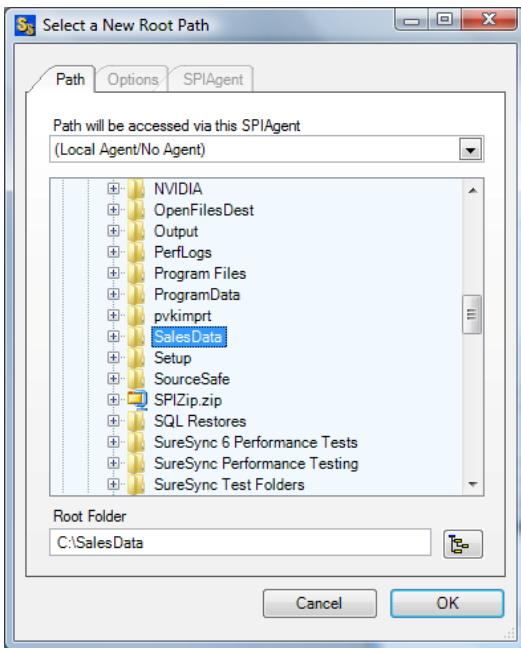 Select a New Root Path
Path Options SPIAgent
Path will be accessed via this SPIAgent
(Local Agent/No Agent)
NVIDIA
OpenFilesDest
Output
PerfLogs
Program Files
ProgramData
pvkimprt
SalesData
Setup
SourceSafe
SPIZip.zip
SQL Restores
SureSync 6 Performance Tests
SureSync Performance Testing
SureSync Test Folders
Root Folder
C:\SalesData
Cancel OK